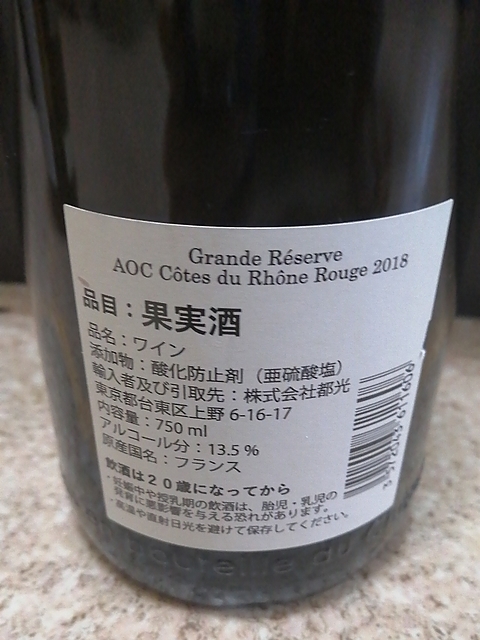 Grande Réserve
AOC Côtes du Rhône Rouge 2018
品目：果実酒
品名：ワイン
添加物：酸化防止剤（亜硫酸塩）
輸入者及び引取先：株式会社都光
東京都台東区上野 6-16-17
内容量：750 ml
アルコール分：13.5 %
原産国名：フランス
飲酒は２０歳になってから
・妊娠中や授乳期の飲酒は、胎児・乳児の
発育に悪影響を与える恐れがあります。
・高温や直射日光を避けて保存してください。